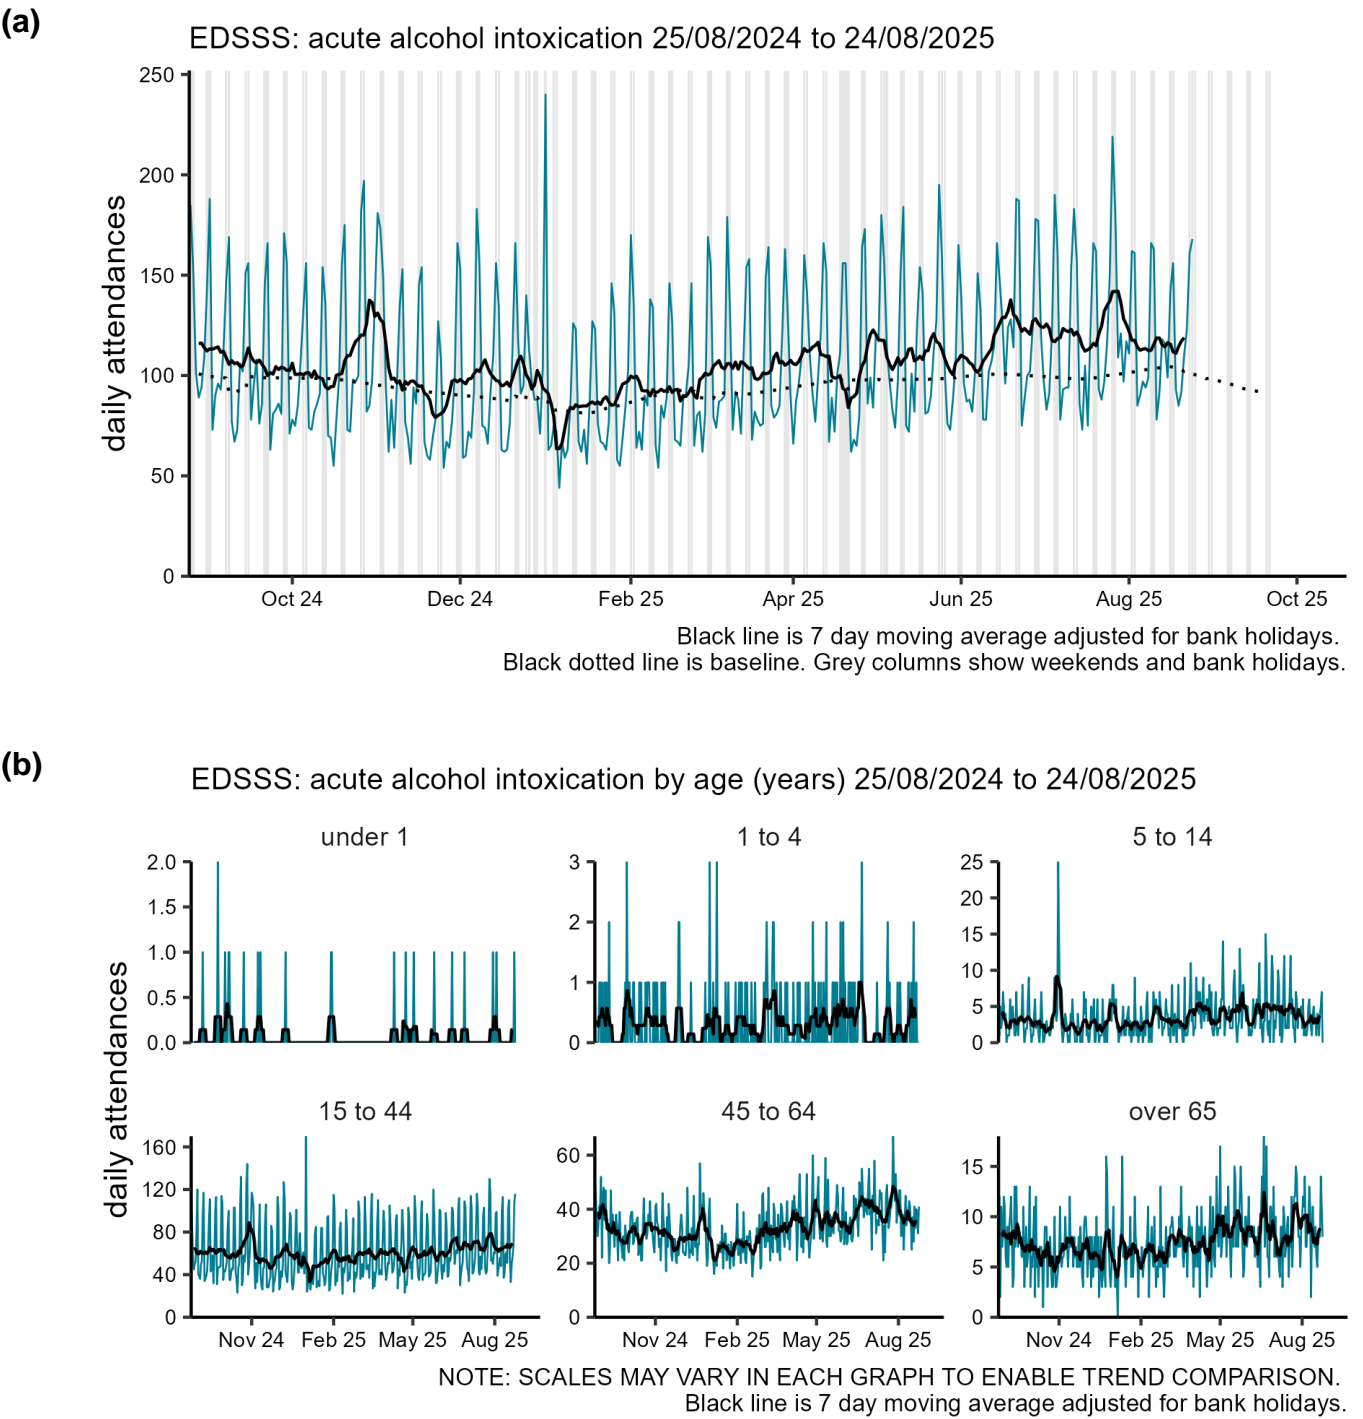 (a)
EDSSS: acute alcohol intoxication 25/08/2024 to 24/08/2025
daily attendances
250
200
150
100
50
0
Oct 24 Dec 24 Feb 25 Apr 25 Jun 25 Aug 25 Oct 25
Black line is 7 day moving average adjusted for bank holidays.
Black dotted line is baseline. Grey columns show weekends and bank holidays.
(b)
EDSSS: acute alcohol intoxication by age (years) 25/08/2024 to 24/08/2025
daily attendances
under 1
2.0
1.5
1.0
0.5
0.0
1 to 4
3
2
1
0
5 to 14
25
20
15
10
5
0
15 to 44
160
120
80
40
0
Nov 24 Feb 25 May 25 Aug 25
45 to 64
60
40
20
0
Nov 24 Feb 25 May 25 Aug 25
over 65
15
10
5
0
Nov 24 Feb 25 May 25 Aug 25
NOTE: SCALES MAY VARY IN EACH GRAPH TO ENABLE TREND COMPARISON.
Black line is 7 day moving average adjusted for bank holidays.